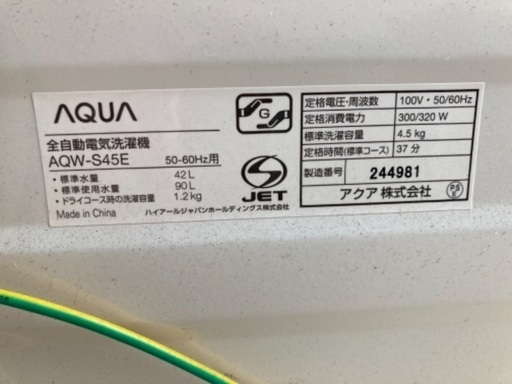 AQUA
全自動電気洗濯機
AQW-S45E 50-60Hz用
・標準水量 42L
・標準使用水量 90L
・ドライコース時の洗濯容量 1.2kg
Made in China
ハイアールジャパンホールディングス株式会社
G
S
JET
定格電圧・周波数 100V・50/60Hz
定格消費電力 300/320W
標準洗濯容量 4.5kg
定格時間(標準コース) 37分
製造番号 244981
アクア株式会社
PS
E